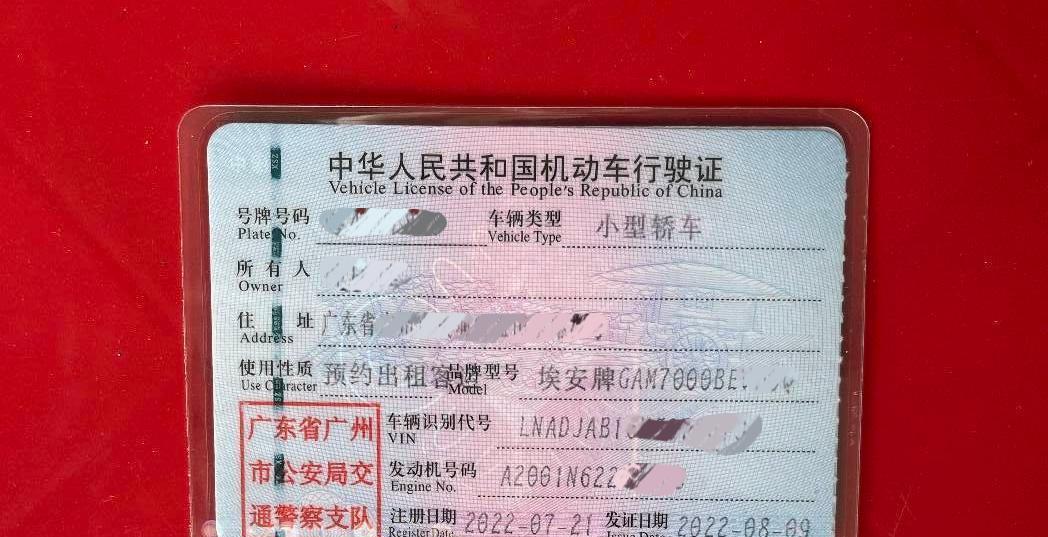 中华人民共和国机动车行驶证
Vehicle License of the People's Republic of China
号牌号码 车辆类型 小型轿车
Plate No. Vehicle Type
所有人
Owner
住址 广东省
Address
使用性质 预约出租客 品牌型号 埃安牌GAM7000BE
Use Character Model
广东省广州
市公安局交
通警察支队
车辆识别代号 LNADJAB1
VIN
发动机号码 A2001N622
Engine No.
注册日期 2022-07-21 发证日期 2022-08-09
Register Date Issue Date